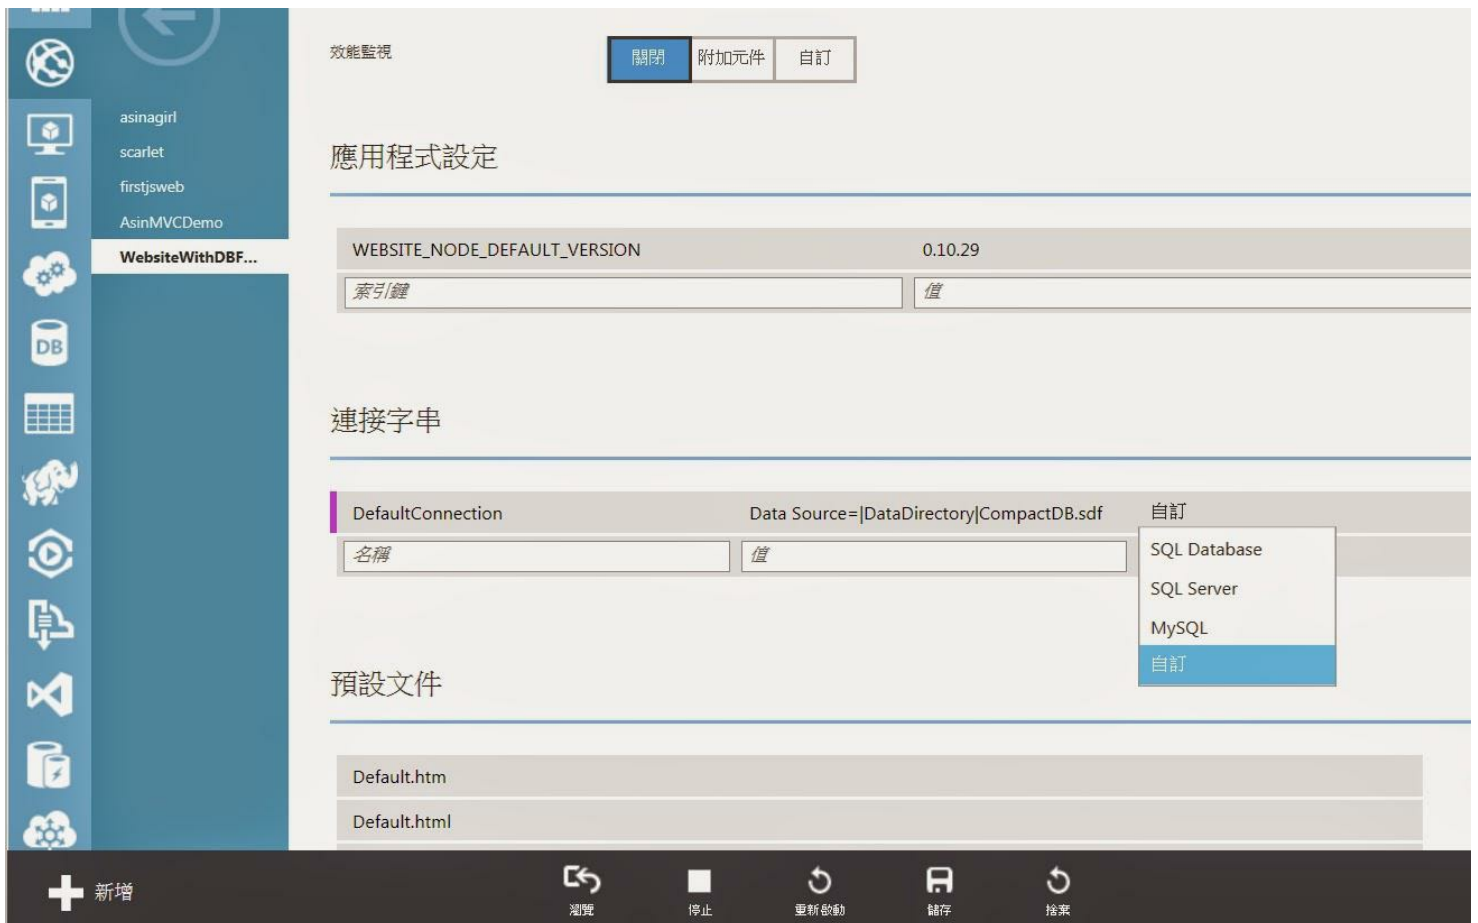 效能監視
關閉
附加元件
自訂
asinagirl
scarlet
firstjsweb
AsinMVCDemo
WebsiteWithDBF...
應用程式設定
WEBSITE_NODE_DEFAULT_VERSION 0.10.29
索引鍵 值
連接字串
DefaultConnection Data Source=|DataDirectory|CompactDB.sdf 自訂
名稱 值
SQL Database
SQL Server
MySQL
自訂
DB
預設文件
Default.htm
Default.html
新增
瀏覽
停止
重新啟動
儲存
捨棄